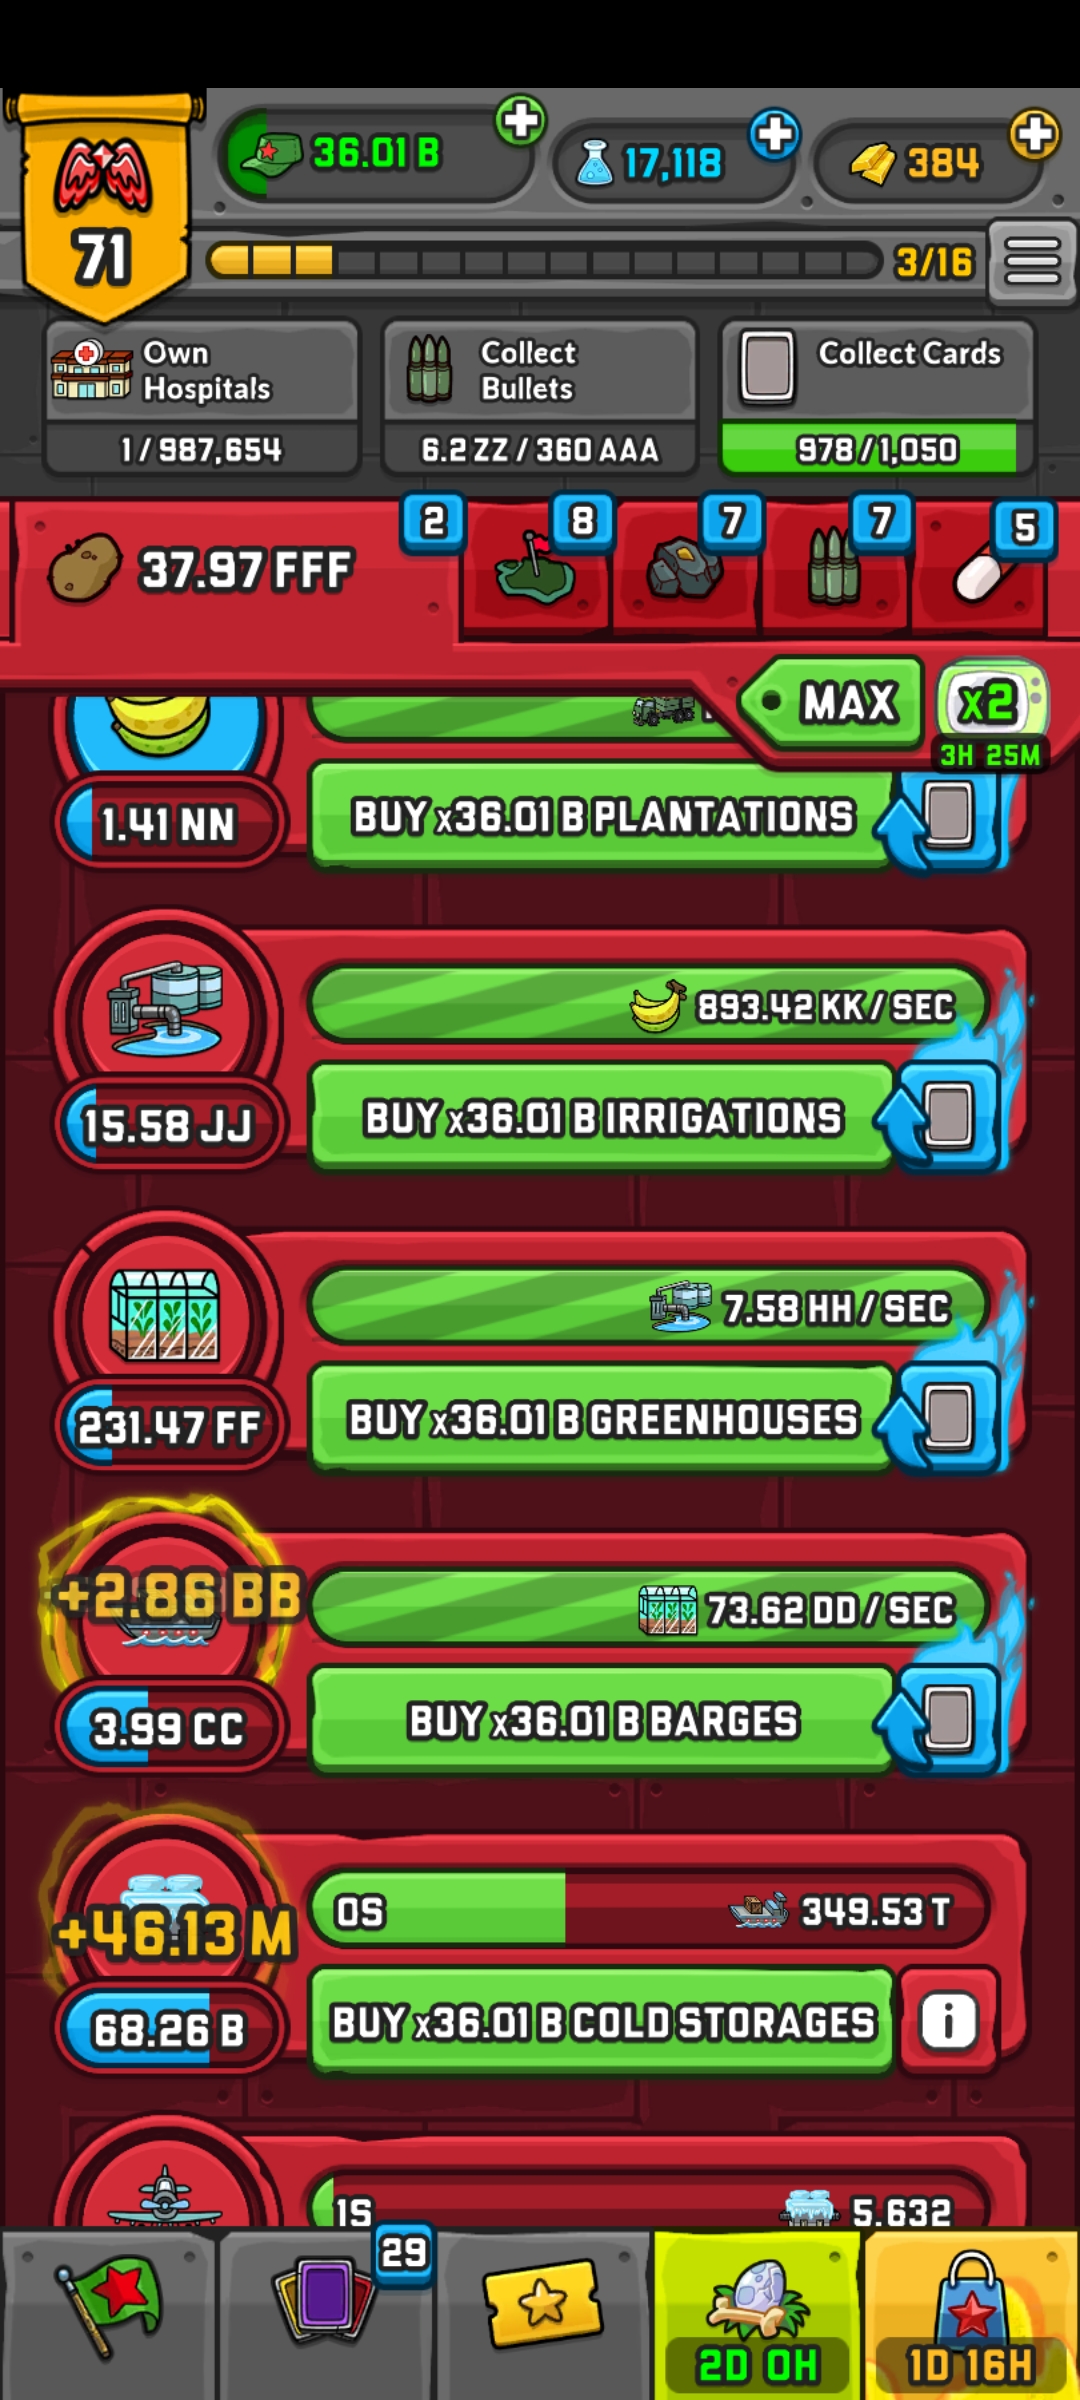 36.01 B
17,118
384
71
3/16
Own
Hospitals
1/987,654
Collect
Bullets
6.2 ZZ / 360 AAA
Collect Cards
978/1,050
37.97 FFF
2
8
7
7
5
MAX
x2
3H 25M
1.41 NN
BUY x36.01 B PLANTATIONS
893.42 KK / SEC
15.58 JJ
BUY x36.01 B IRRIGATIONS
7.58 HH / SEC
231.47 FF
BUY x36.01 B GREENHOUSES
+2.86 BB
73.62 DD / SEC
3.99 CC
BUY x36.01 B BARGES
+46.13 M
0S
349.53 T
68.26 B
BUY x36.01 B COLD STORAGES
i
1S
5.632
29
2D 0H
1D 16H